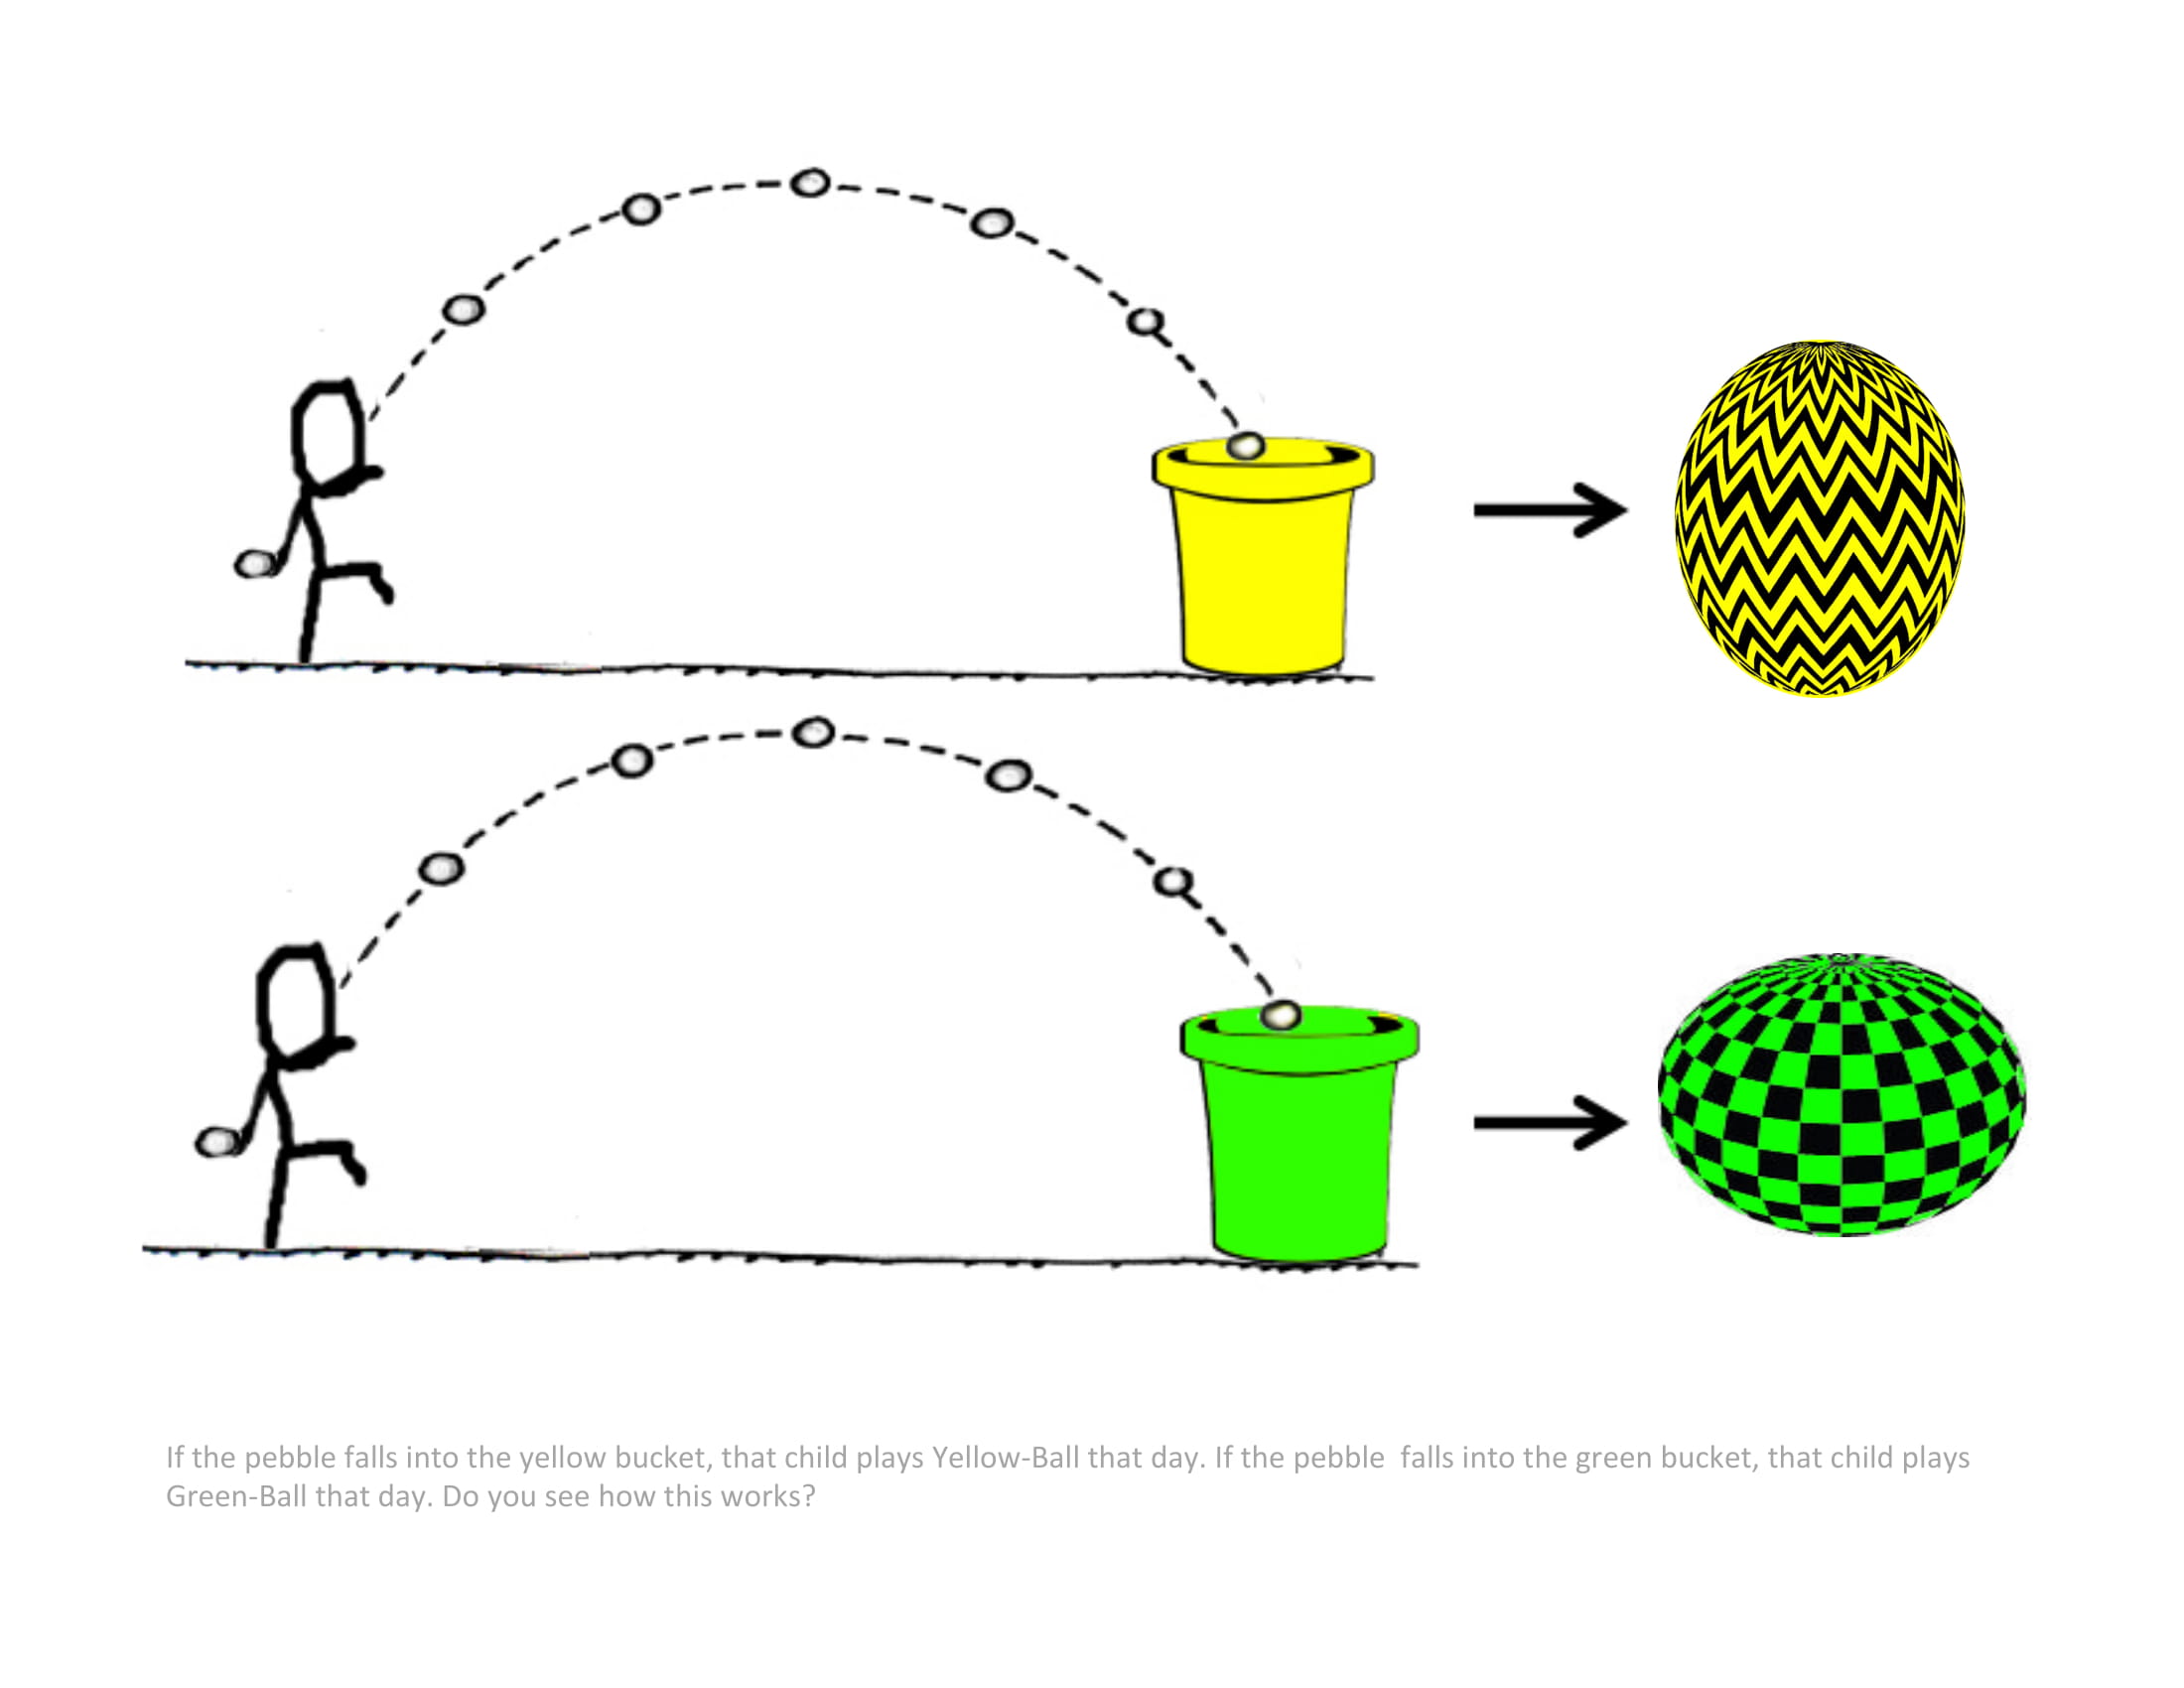 If the pebble falls into the yellow bucket, that child plays Yellow-Ball that day. If the pebble  falls into the green bucket, that child plays
Green-Ball that day. Do you see how this works?